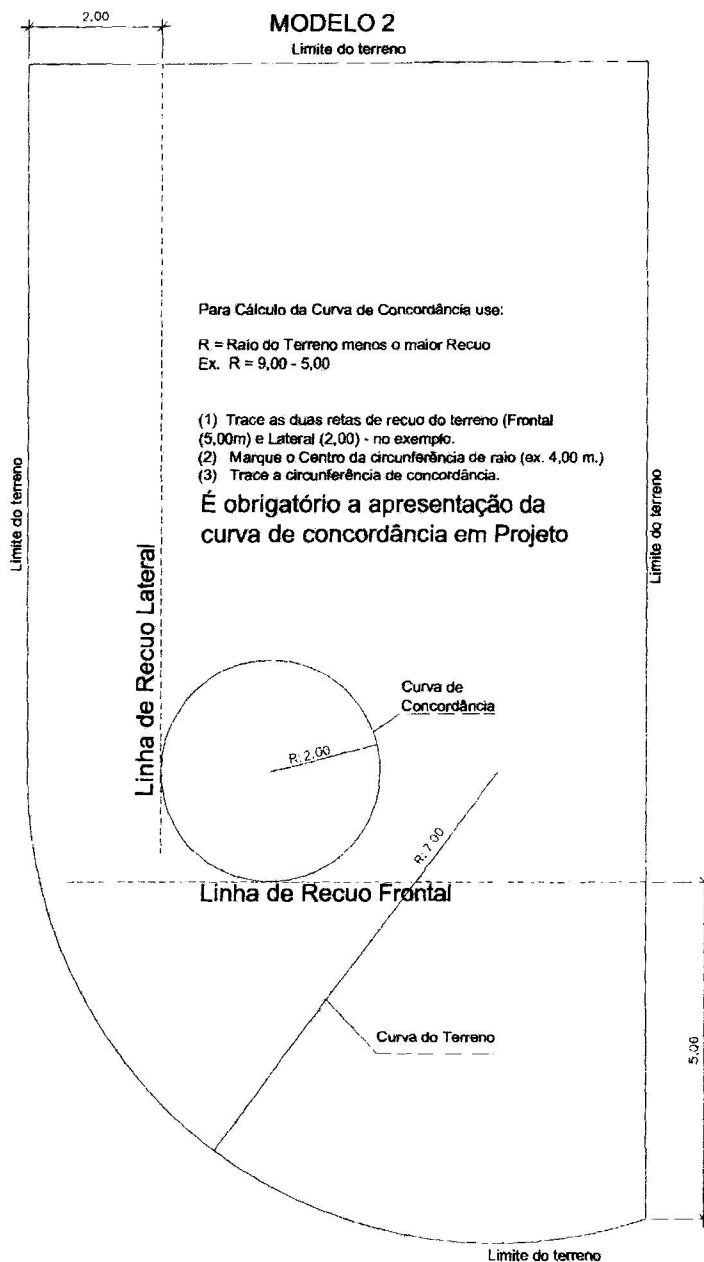 2,00
MODELO 2
Limite do terreno
Para Cálculo da Curva de Concordância use:
R = Raio do Terreno menos o maior Recuo
Ex. R = 9,00 - 5,00
(1) Trace as duas retas de recuo do terreno (Frontal
(5,00m) e Lateral (2,00) - no exemplo.
(2) Marque o Centro da circunferência de raio (ex. 4,00 m.)
(3) Trace a circunferência de concordância.
É obrigatório a apresentação da
curva de concordância em Projeto
Limite do terreno
Limite do terreno
Linha de Recuo Lateral
Curva de
Concordância
R: 2,00
R: 7,00
Linha de Recuo Frontal
Curva do Terreno
5,00
Limite do terreno